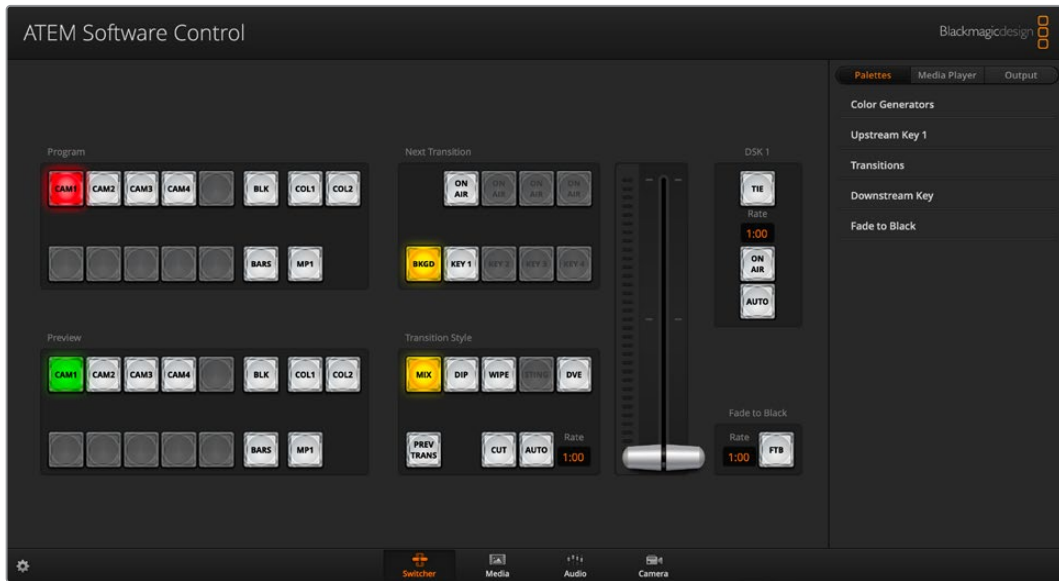 ATEM Software Control
Blackmagicdesign
Palettes Media Player Output
Color Generators
Upstream Key 1
Transitions
Downstream Key
Fade to Black
Program
CAM1 CAM2 CAM3 CAM4 BLK COL1 COL2
BARS MP1
Next Transition
ON AIR ON AIR ON AIR ON AIR
BKGD KEY 1 KEY 2 KEY 3 KEY 4
DSK 1
TIE
Rate
1:00
ON AIR
AUTO
Preview
CAM1 CAM2 CAM3 CAM4 BLK COL1 COL2
BARS MP1
Transition Style
MIX DIP WIPE STING DVE
PREV TRANS CUT AUTO
Rate
1:00
Fade to Black
Rate
1:00
FTB
Switcher Media Audio Camera